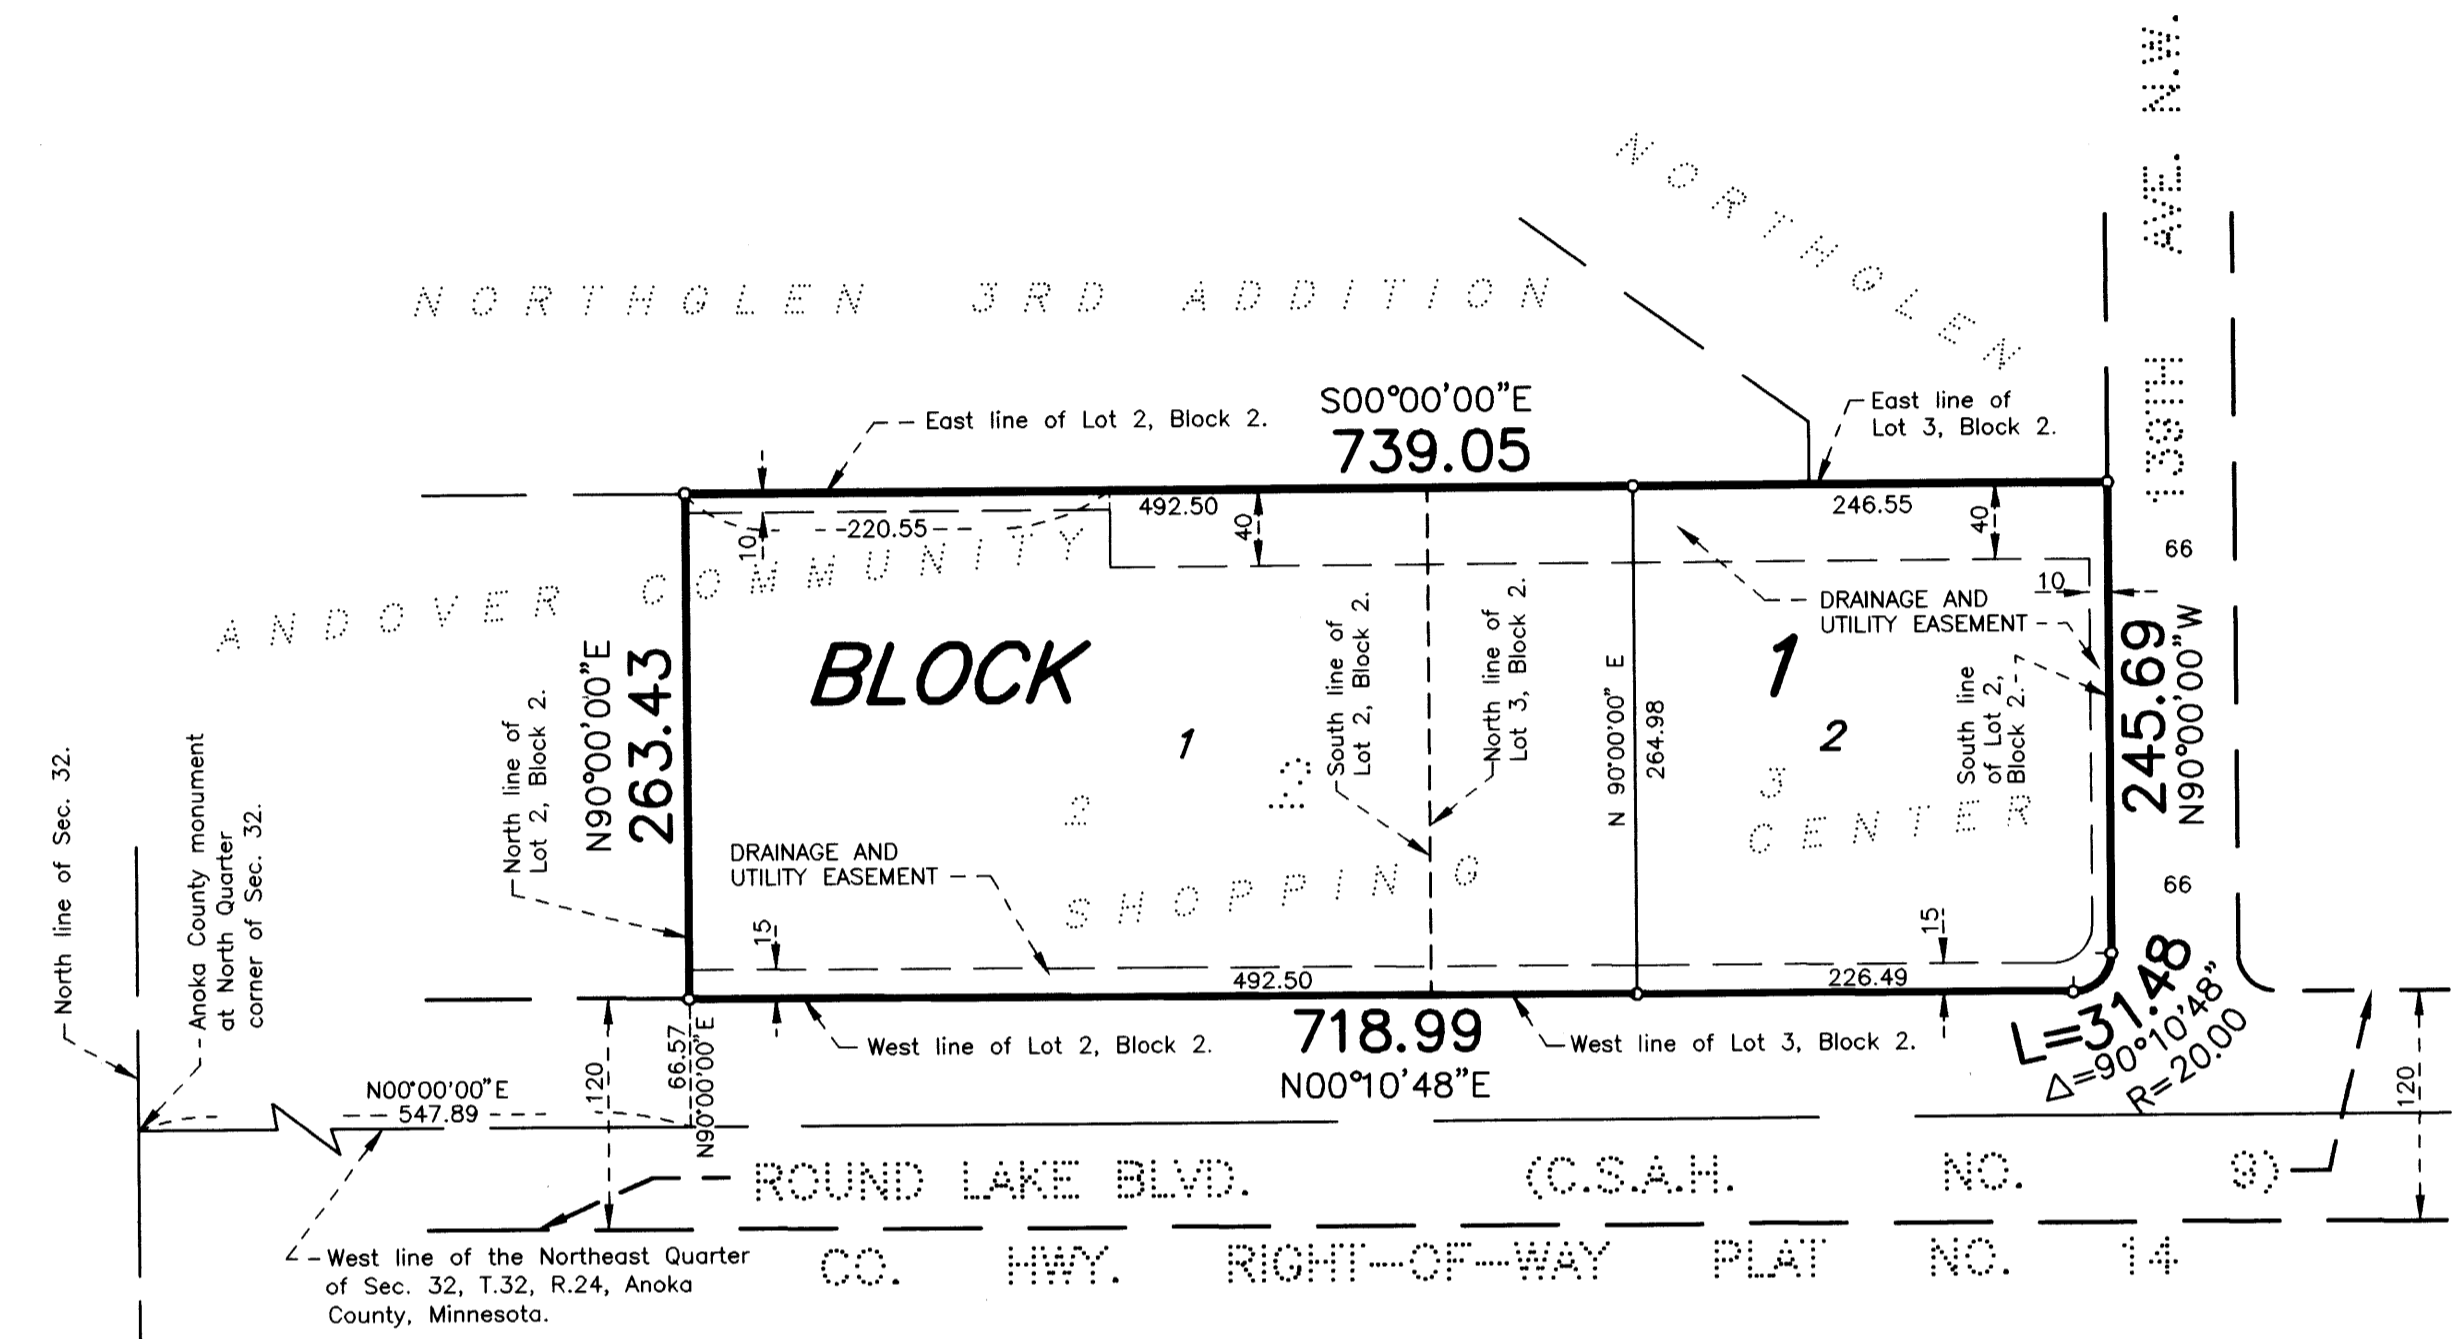 139TH AVE. N.W.
NORTHGLEN
NORTHGLEN 3RD ADDITION
S00°00'00"E
739.05
East line of Lot 2, Block 2.
East line of
Lot 3, Block 2.
492.50
246.55
220.55
10
40
40
66
10
ANDOVER COMMUNITY
DRAINAGE AND
UTILITY EASEMENT
BLOCK 1
1
2
2
2
3
SHOPPING CENTER
N90°00'00"E
263.43
North line of
Lot 2, Block 2.
South line of
Lot 2, Block 2.
North line of
Lot 3, Block 2.
N 90°00'00" E
264.98
South line
of Lot 2,
Block 2.
245.69
N90°00'00"W
66
DRAINAGE AND
UTILITY EASEMENT
15
15
492.50
226.49
718.99
N00°10'48"E
West line of Lot 2, Block 2.
West line of Lot 3, Block 2.
L=31.48
Δ=90°10'48"
R=20.00
North line of Sec. 32.
Anoka County monument
at North Quarter
corner of Sec. 32.
N00°00'00"E
547.89
120
66.57
N90°00'00"E
120
ROUND LAKE BLVD. (C.S.A.H. NO. 9)
CO. HWY. RIGHT-OF-WAY PLAT NO. 14
West line of the Northeast Quarter
of Sec. 32, T.32, R.24, Anoka
County, Minnesota.